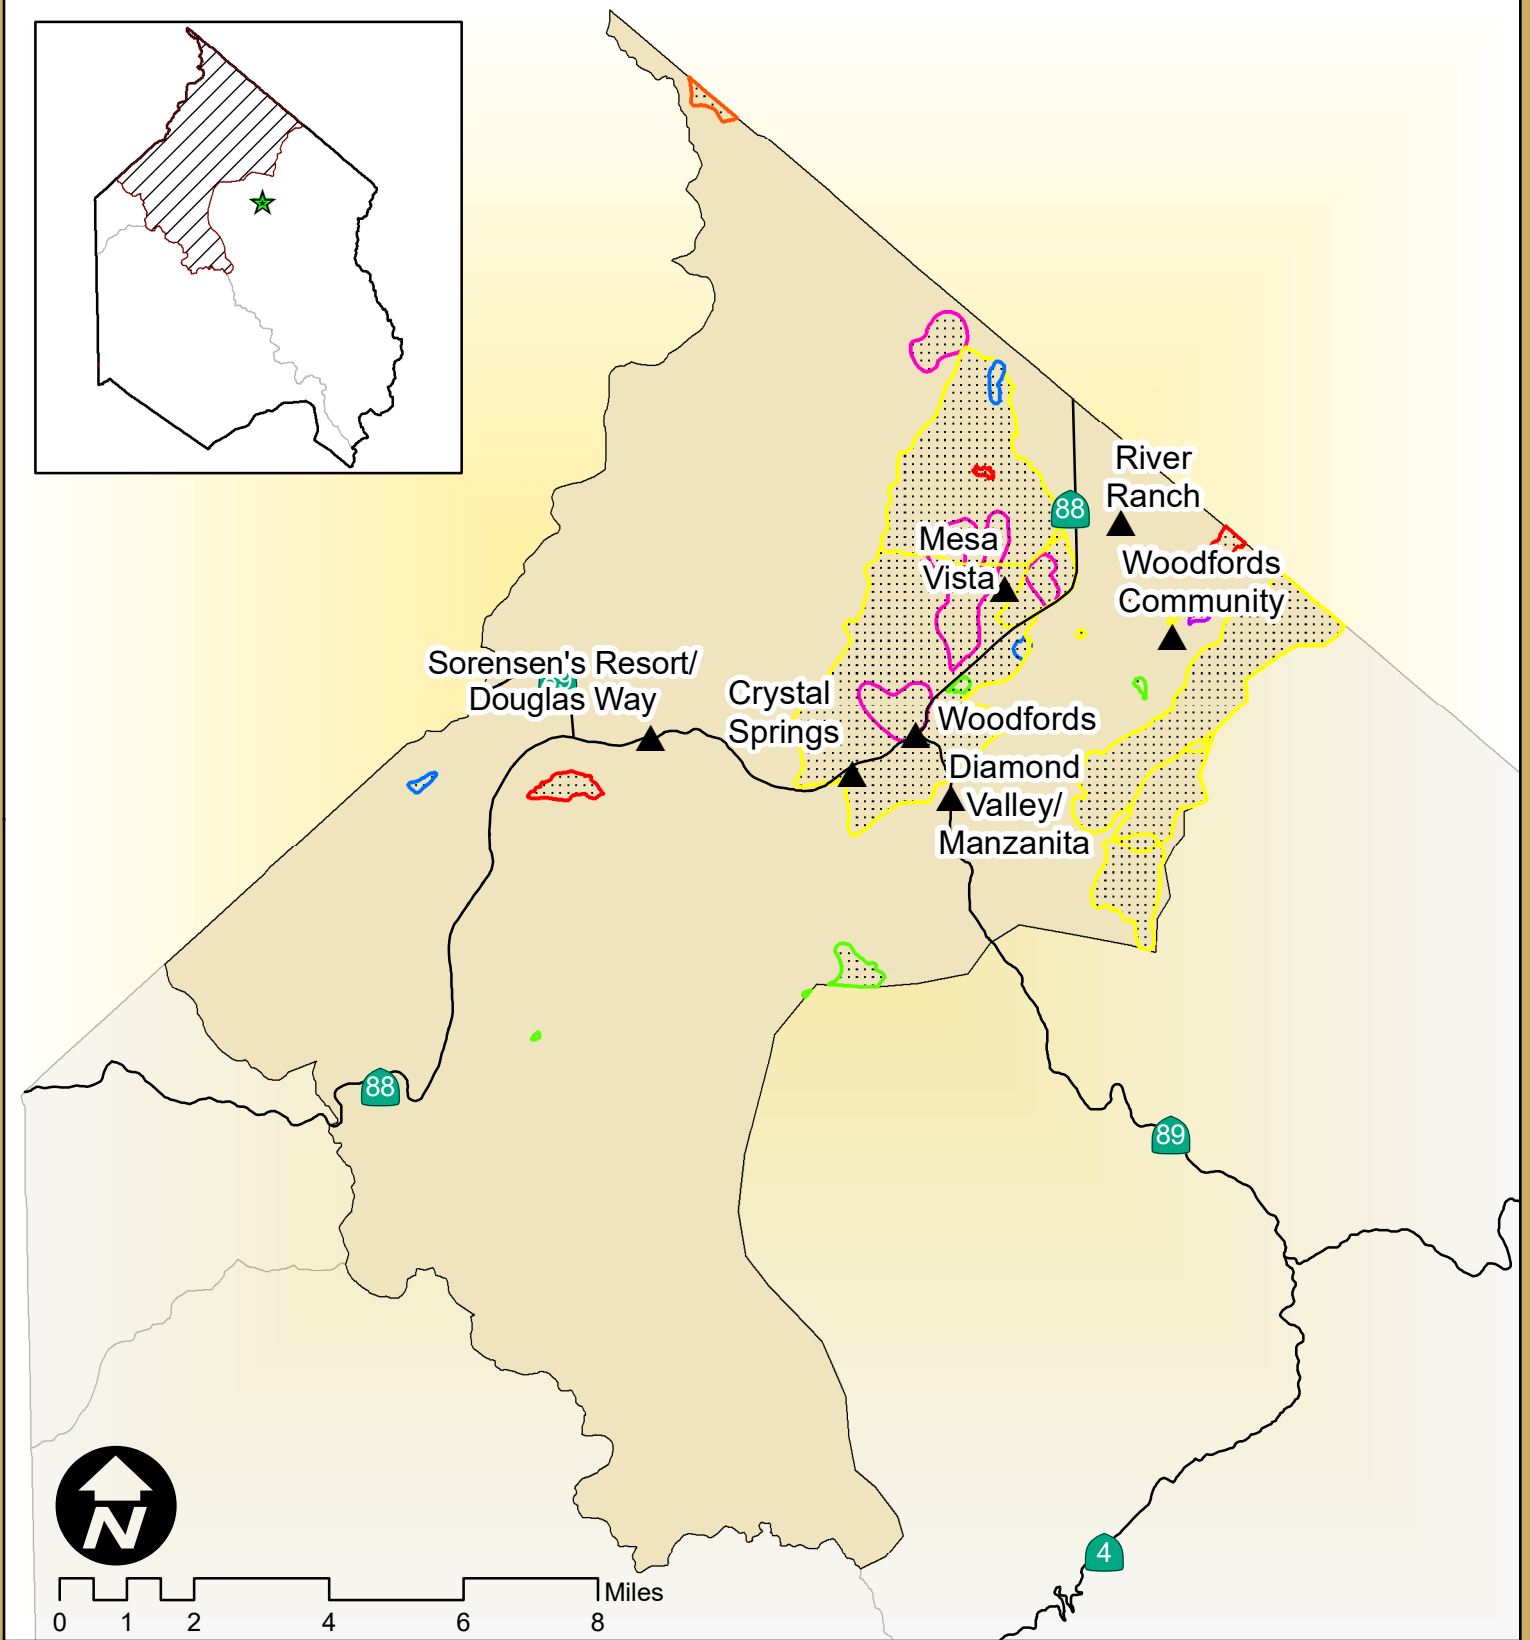 River
Ranch
88
Mesa
Vista
Woodfords
Community
Sorensen's Resort/
Douglas Way
Crystal
Springs
Woodfords
Diamond
Valley/
Manzanita
88
89
4
N
Miles
0 1 2 4 6 8